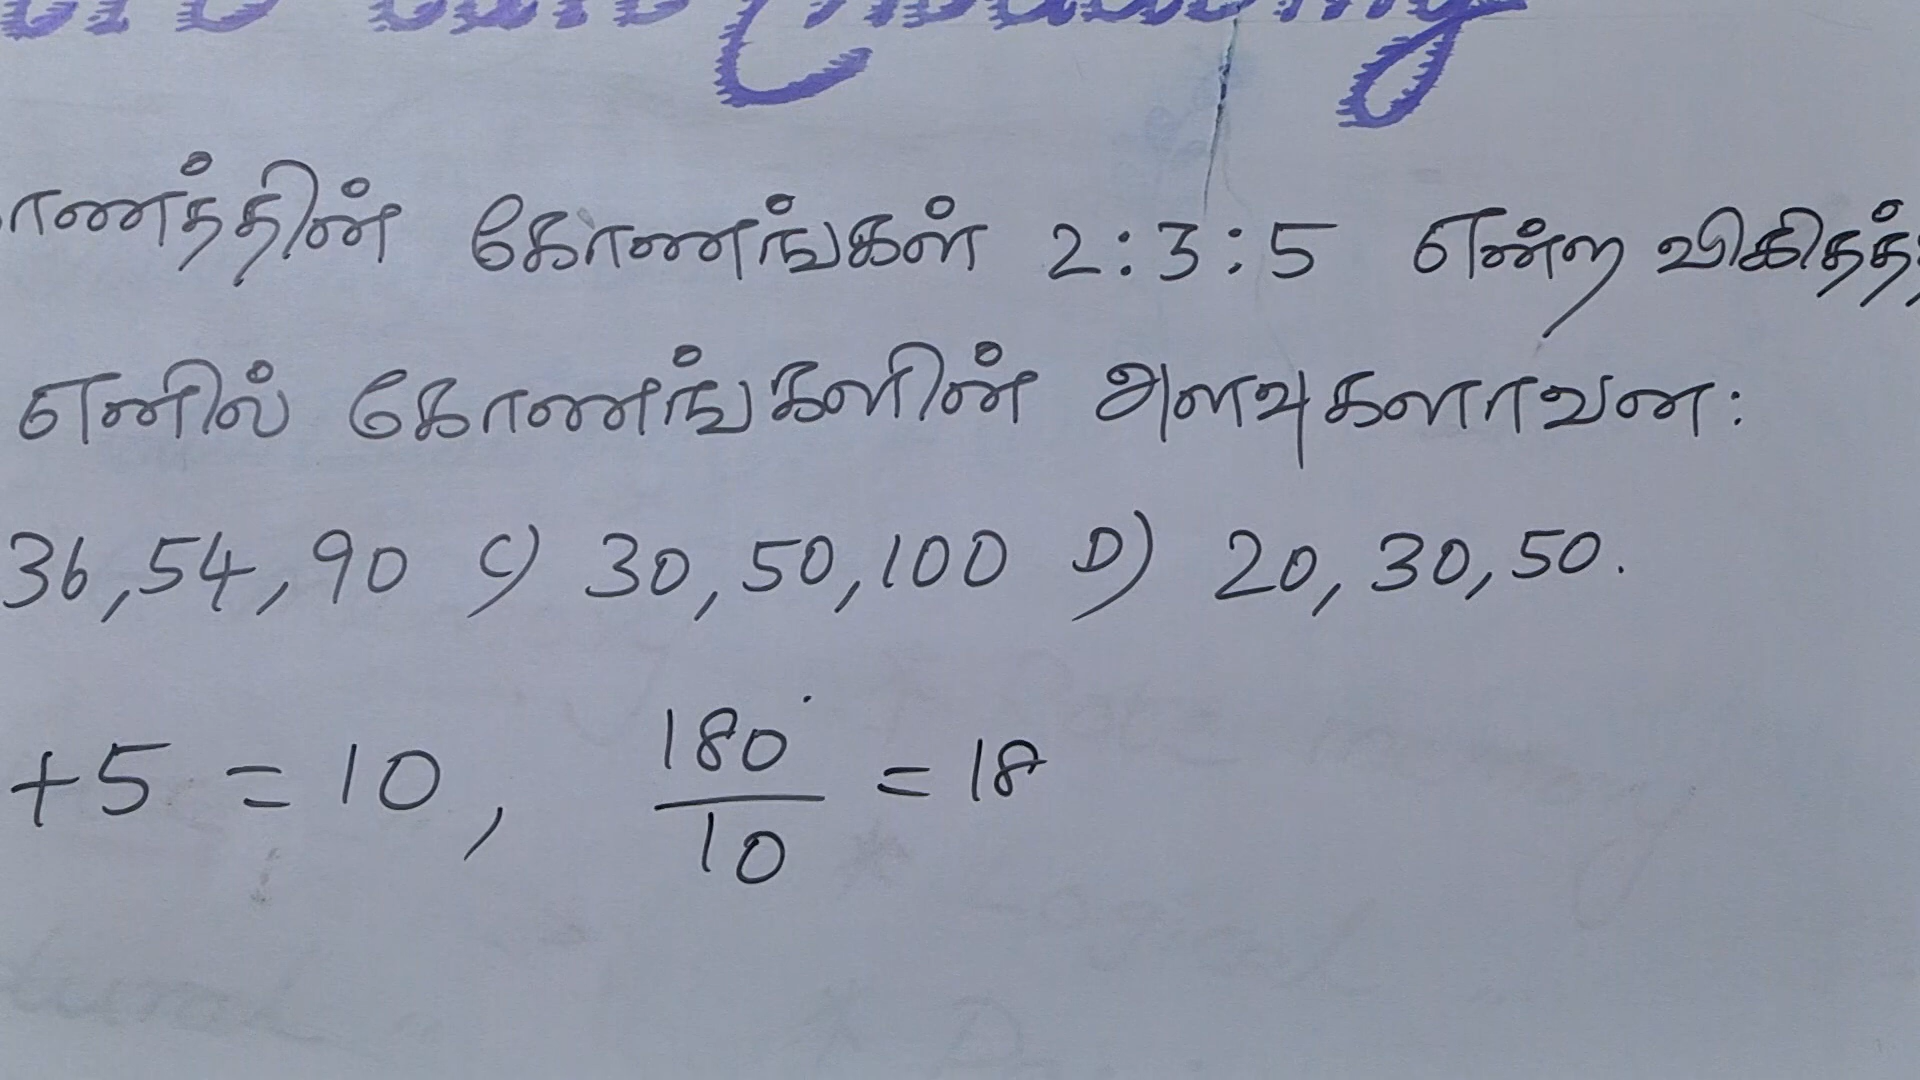 ாணத்தின் கோணங்கள் 2:3:5 என்ற விகிதத்
எனில் கோணங்களின் அளவுகளாவன:
36,54,90 C) 30,50,100 D) 20,30,50.
+5 = 10, 180°/10 = 18